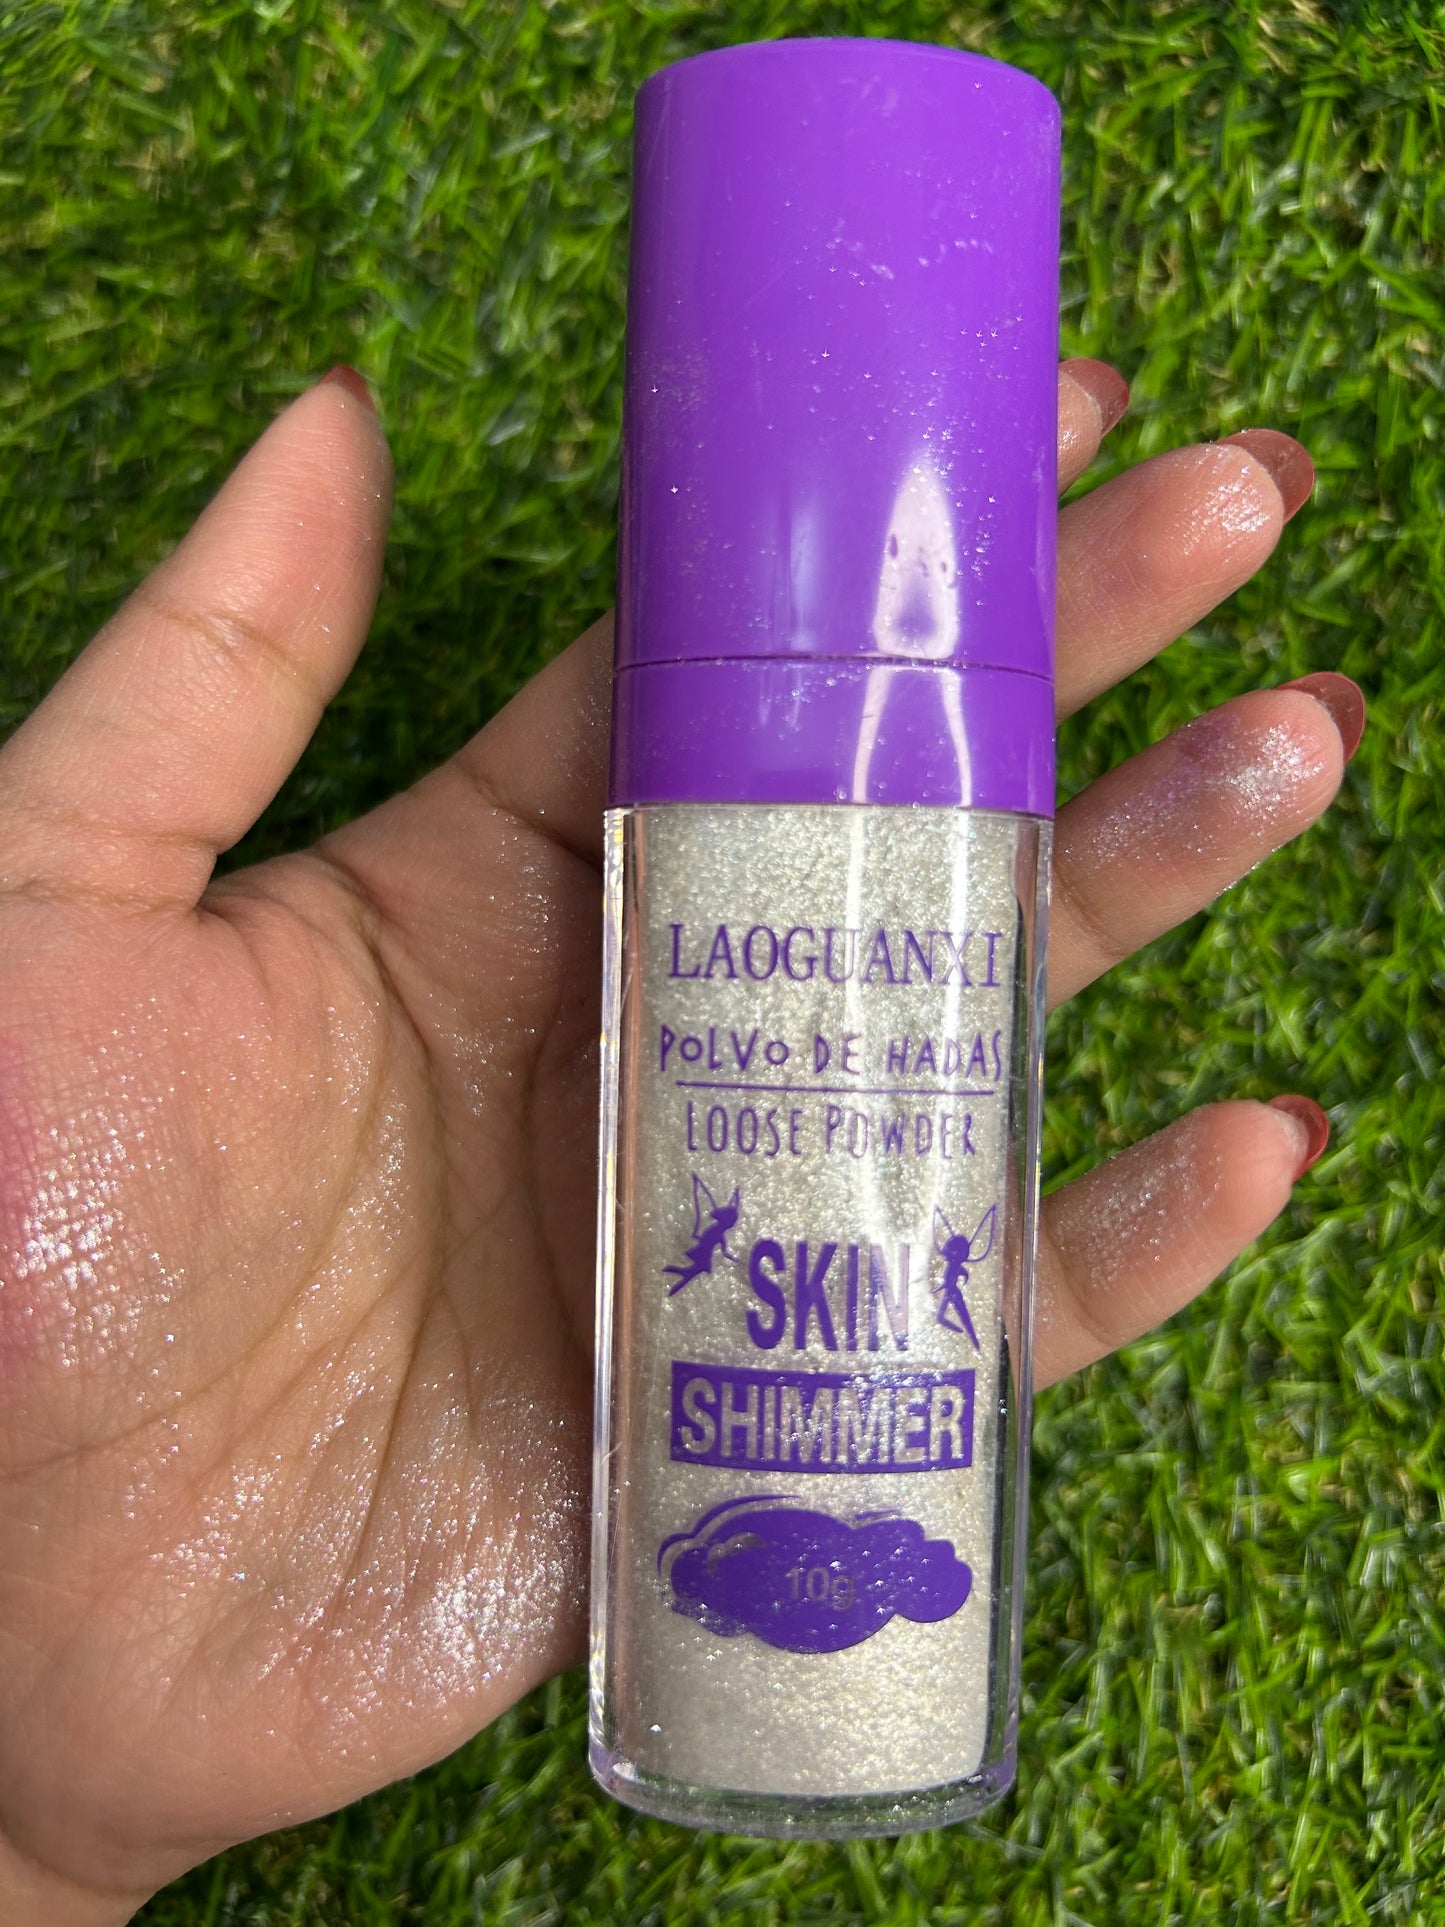 LAOGUANXI
POLVO DE HADAS
LOOSE POWDER
SKIN
SHIMMER
10g